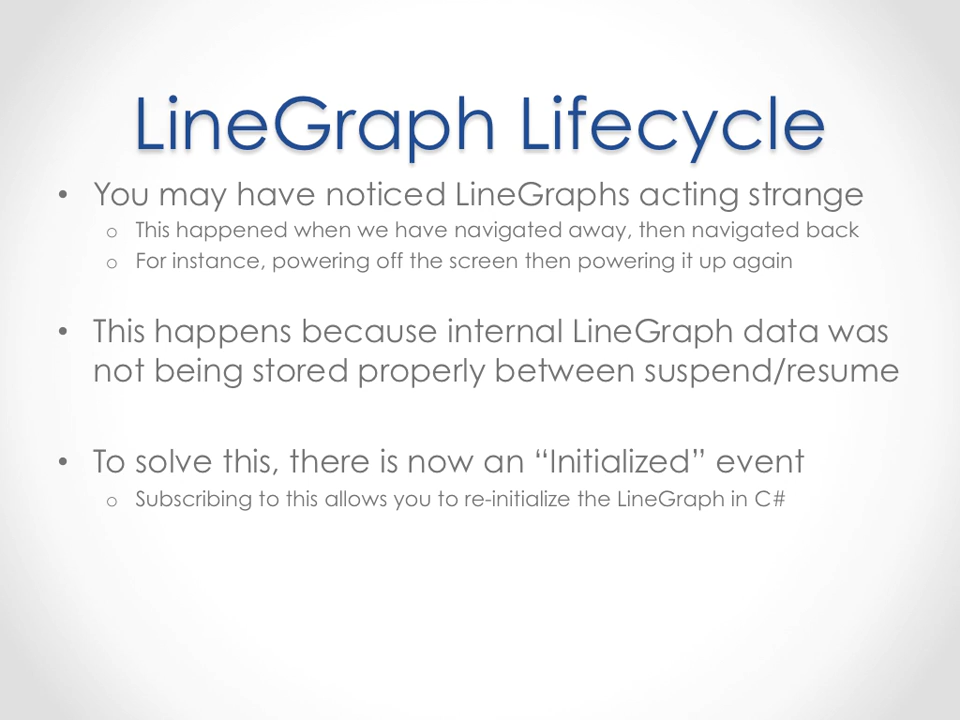 LineGraph Lifecycle
• You may have noticed LineGraphs acting strange
o This happened when we have navigated away, then navigated back
o For instance, powering off the screen then powering it up again
• This happens because internal LineGraph data was
not being stored properly between suspend/resume
• To solve this, there is now an “Initialized” event
o Subscribing to this allows you to re-initialize the LineGraph in C#